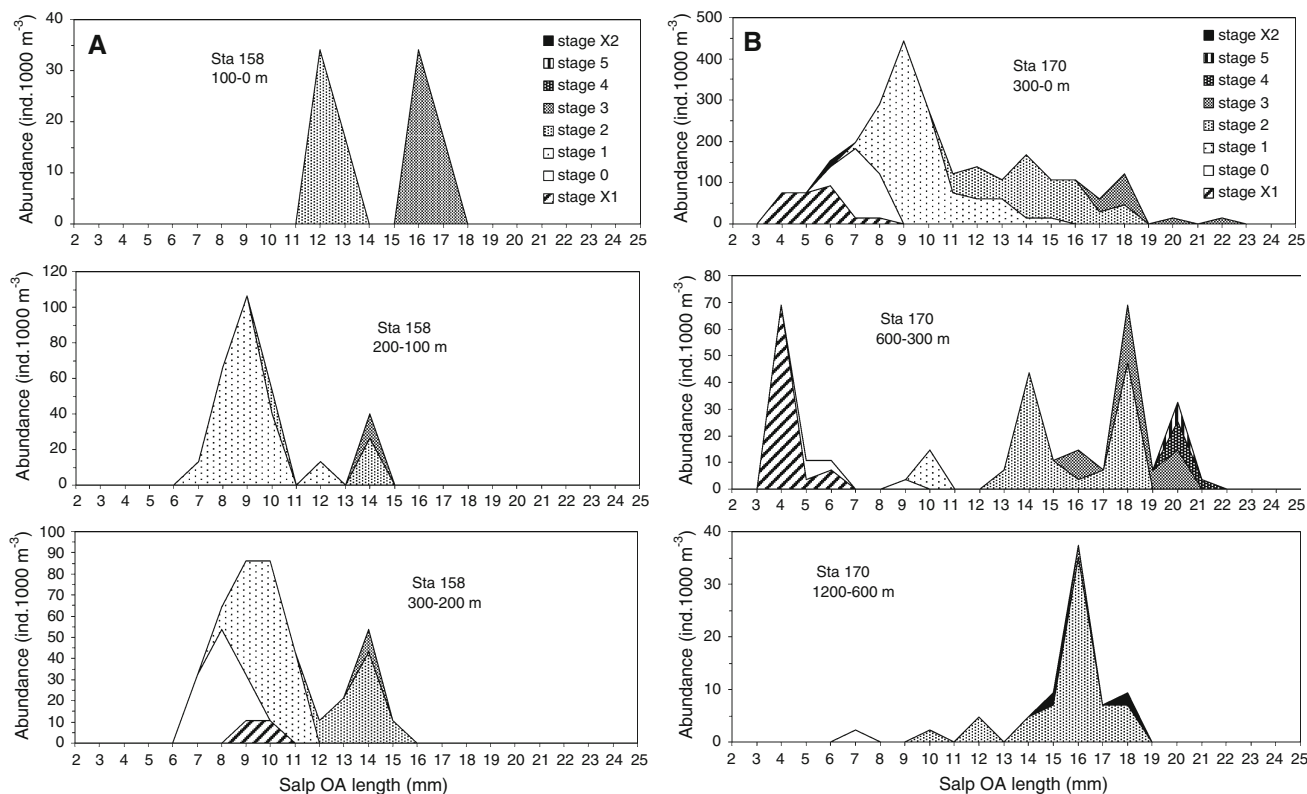 A
Abundance (ind.1000 m-3)
40
30
20
10
0
Sta 158
100-0 m
stage X2
stage 5
stage 4
stage 3
stage 2
stage 1
stage 0
stage X1
2 3 4 5 6 7 8 9 10 11 12 13 14 15 16 17 18 19 20 21 22 23 24 25
Abundance (ind.1000 m-3)
120
100
80
60
40
20
0
Sta 158
200-100 m
2 3 4 5 6 7 8 9 10 11 12 13 14 15 16 17 18 19 20 21 22 23 24 25
Abundance (ind.1000 m-3)
100
90
80
70
60
50
40
30
20
10
0
Sta 158
300-200 m
2 3 4 5 6 7 8 9 10 11 12 13 14 15 16 17 18 19 20 21 22 23 24 25
Salp OA length (mm)
B
Abundance (ind.1000 m-3)
500
400
300
200
100
0
Sta 170
300-0 m
stage X2
stage 5
stage 4
stage 3
stage 2
stage 1
stage 0
stage X1
2 3 4 5 6 7 8 9 10 11 12 13 14 15 16 17 18 19 20 21 22 23 24 25
Abundance (ind.1000 m-3)
80
70
60
50
40
30
20
10
0
Sta 170
600-300 m
2 3 4 5 6 7 8 9 10 11 12 13 14 15 16 17 18 19 20 21 22 23 24 25
Abundance (ind.1000 m-3)
40
30
20
10
0
Sta 170
1200-600 m
2 3 4 5 6 7 8 9 10 11 12 13 14 15 16 17 18 19 20 21 22 23 24 25
Salp OA length (mm)